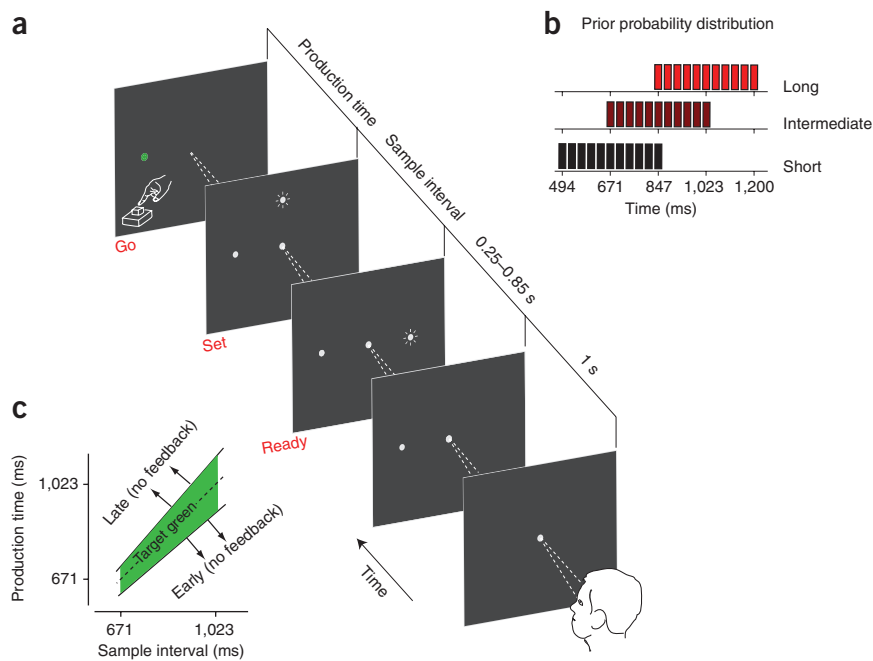 a
Production time
Sample interval
0.25–0.85 s
1 s
Go
Set
Ready
Time
b
Prior probability distribution
Long
Intermediate
Short
494 671 847 1,023 1,200
Time (ms)
c
Production time (ms)
1,023
671
Late (no feedback)
Target green
Early (no feedback)
671 1,023
Sample interval (ms)